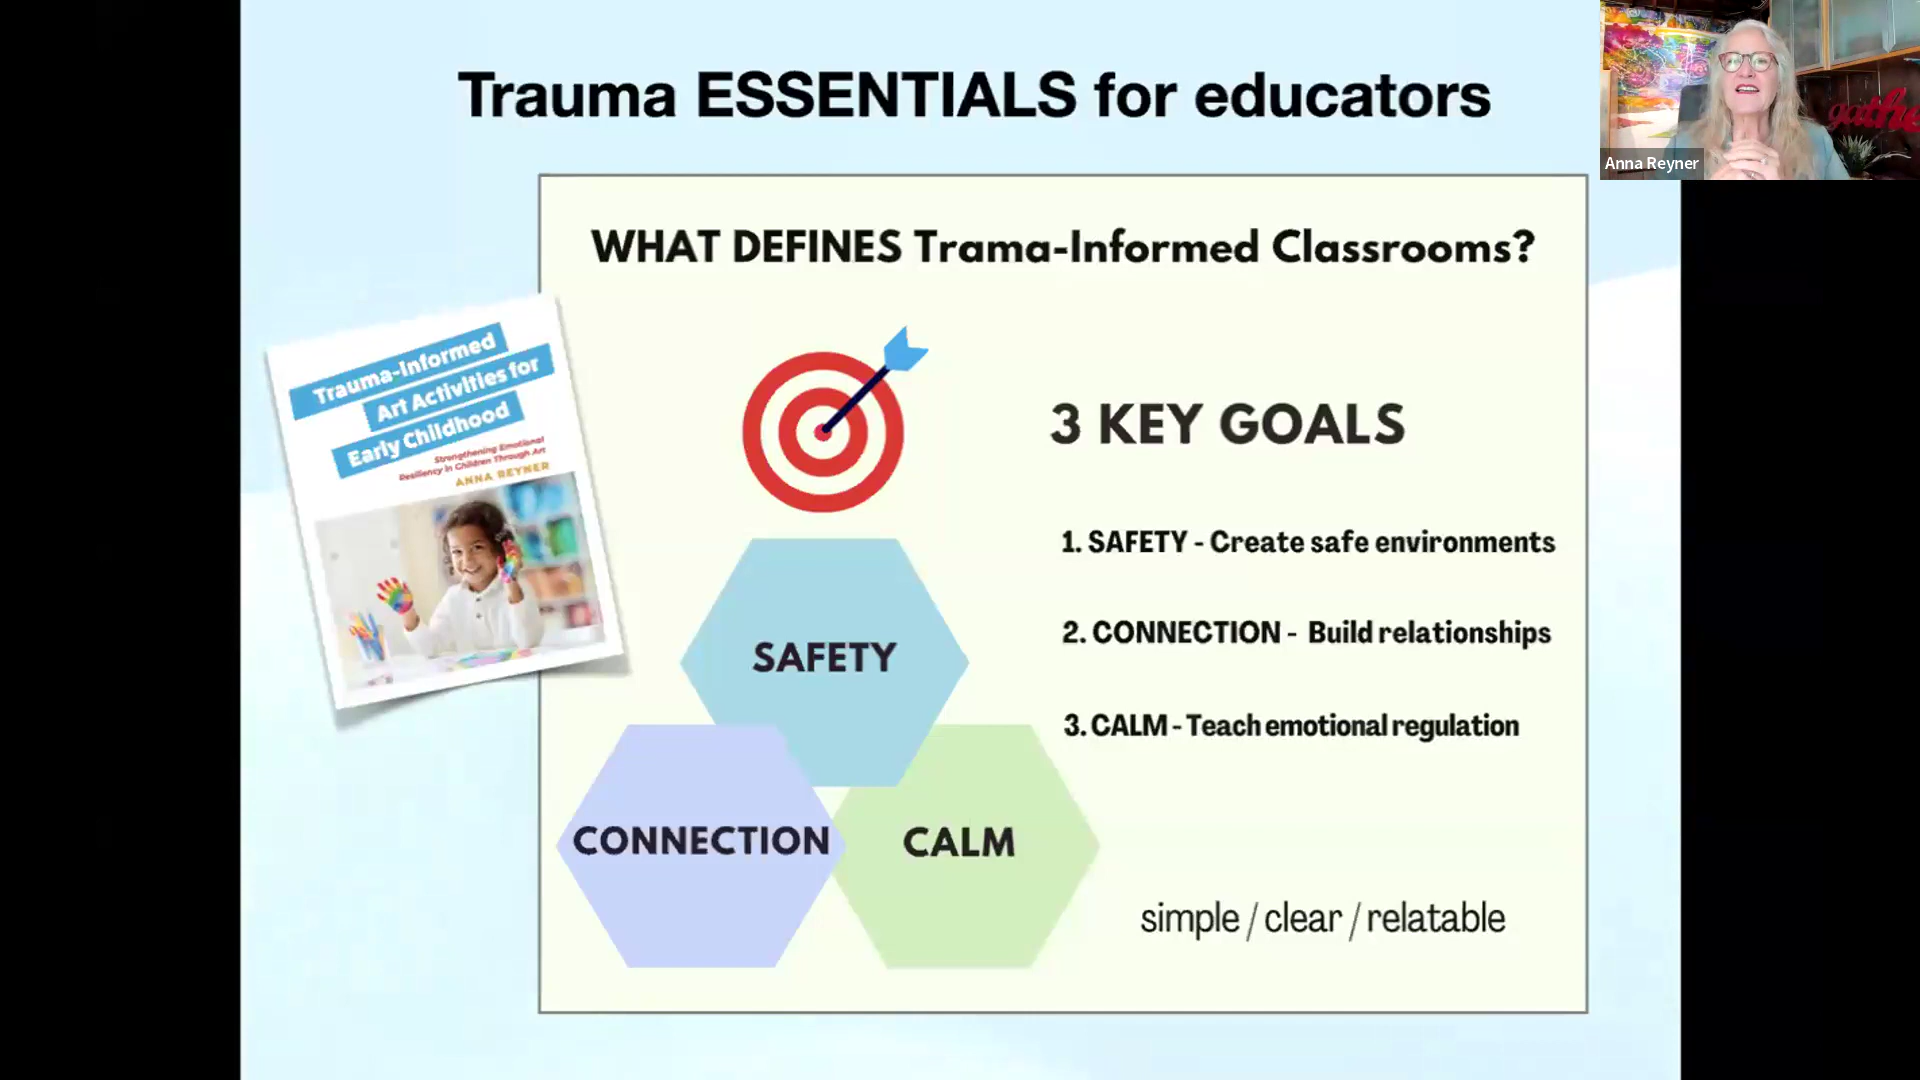 Trauma ESSENTIALS for educators
Anna Reyner
WHAT DEFINES Trama-Informed Classrooms?
Trauma-Informed
Art Activities for
Early Childhood
Strengthening Emotional
Resiliency in Children Through Art
ANNA REYNER
3 KEY GOALS
1. SAFETY - Create safe environments
2. CONNECTION - Build relationships
3. CALM - Teach emotional regulation
SAFETY
CONNECTION
CALM
simple / clear / relatable